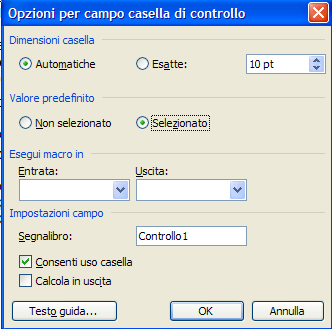 Opzioni per campo casella di controllo
Dimensioni casella
Automatiche Esatte: 10 pt
Valore predefinito
Non selezionato Selezionato
Esegui macro in
Entrata: Uscita:
Impostazioni campo
Segnalibro: Controllo1
Consenti uso casella
Calcola in uscita
Testo guida... OK Annulla